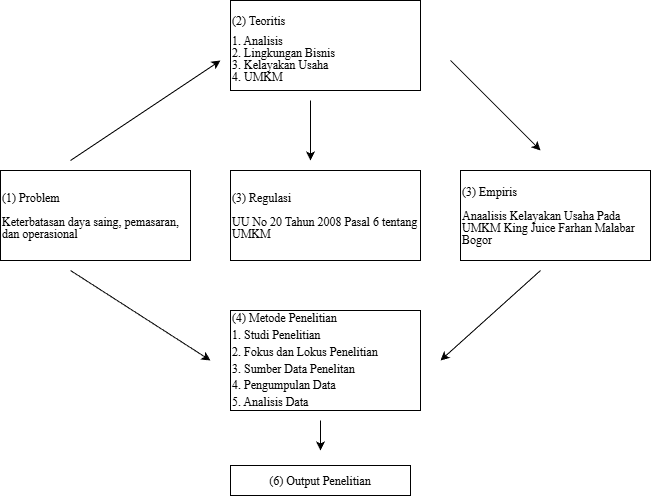 (2) Teoritis
1. Analisis
2. Lingkungan Bisnis
3. Kelayakan Usaha
4. UMKM
(1) Problem
Keterbatasan daya saing, pemasaran,
dan operasional
(3) Regulasi
UU No 20 Tahun 2008 Pasal 6 tentang
UMKM
(3) Empiris
Anaalisis Kelayakan Usaha Pada
UMKM King Juice Farhan Malabar
Bogor
(4) Metode Penelitian
1. Studi Penelitian
2. Fokus dan Lokus Penelitian
3. Sumber Data Penelitan
4. Pengumpulan Data
5. Analisis Data
(6) Output Penelitian